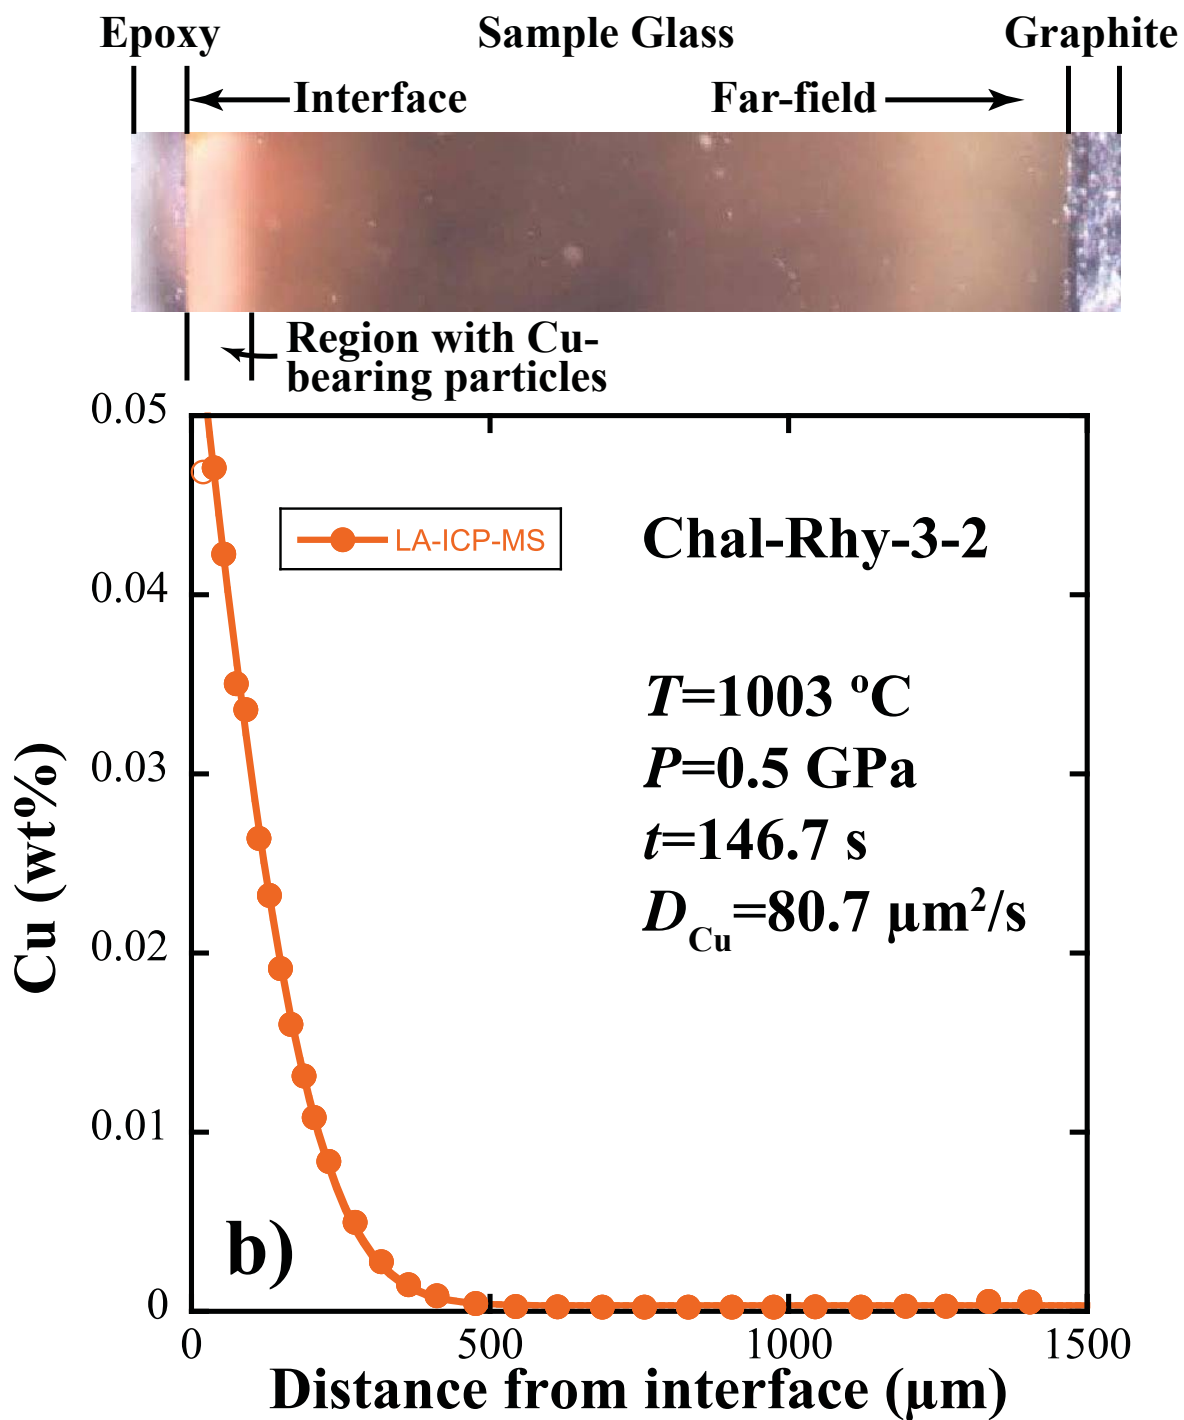 Epoxy Sample Glass Graphite
Interface Far-field
Region with Cu-
bearing particles
0.05
0.04
0.03
0.02
0.01
0
Cu (wt%)
LA-ICP-MS
Chal-Rhy-3-2
T=1003 ºC
P=0.5 GPa
t=146.7 s
D_Cu=80.7 µm²/s
b)
0 500 1000 1500
Distance from interface (µm)